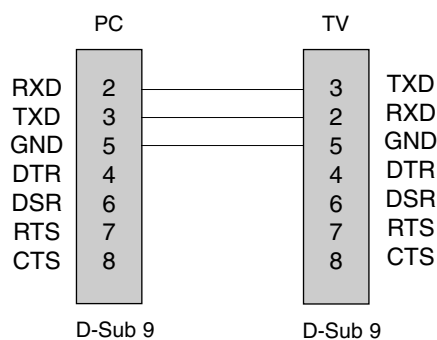 PC TV
RXD 2 3 TXD
TXD 3 2 RXD
GND 5 5 GND
DTR 4 4 DTR
DSR 6 6 DSR
RTS 7 7 RTS
CTS 8 8 CTS
D-Sub 9 D-Sub 9